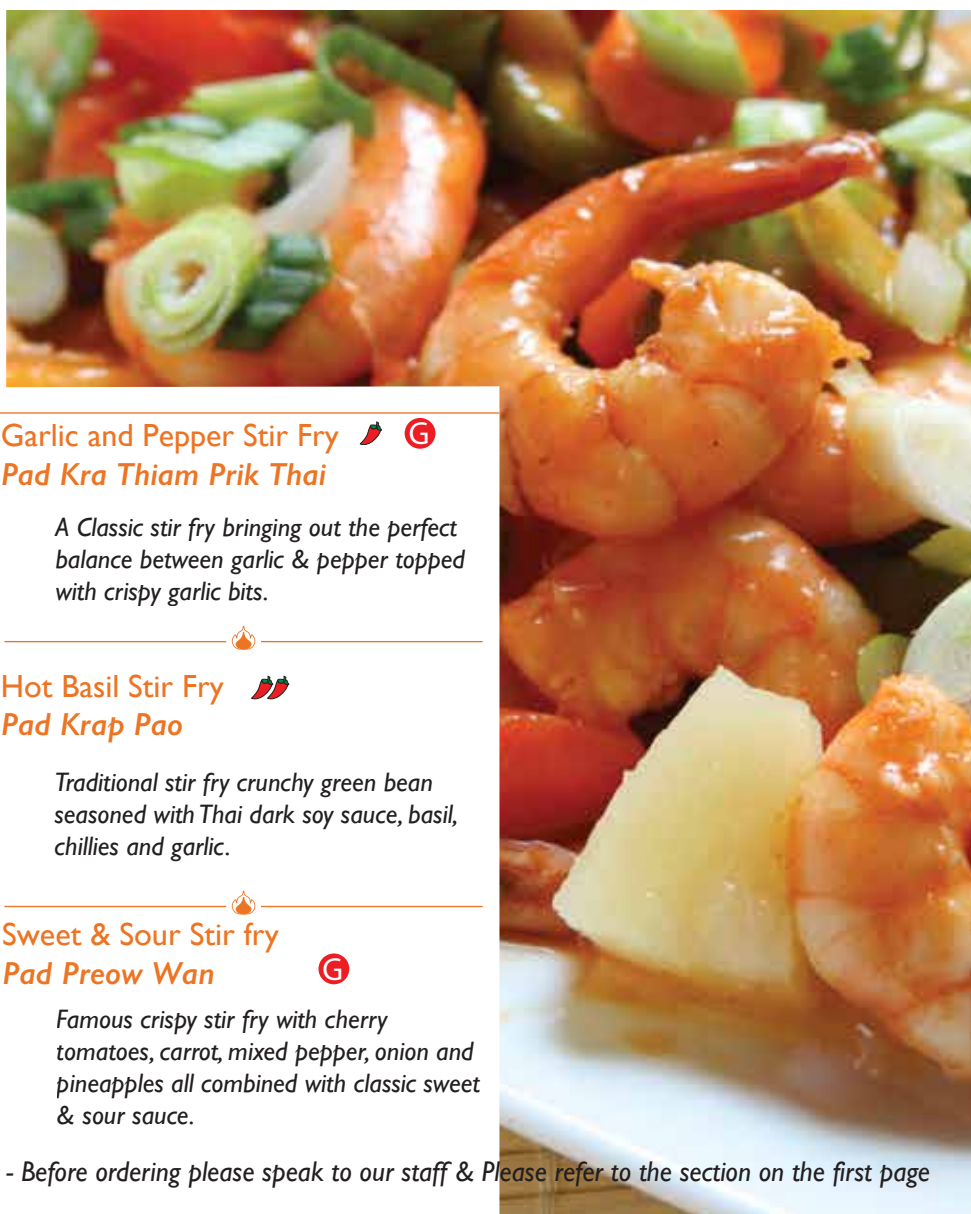 Garlic and Pepper Stir Fry G
Pad Kra Thiam Prik Thai
A Classic stir fry bringing out the perfect
balance between garlic & pepper topped
with crispy garlic bits.
Hot Basil Stir Fry
Pad Krap Pao
Traditional stir fry crunchy green bean
seasoned with Thai dark soy sauce, basil,
chillies and garlic.
Sweet & Sour Stir fry
Pad Preow Wan G
Famous crispy stir fry with cherry
tomatoes, carrot, mixed pepper, onion and
pineapples all combined with classic sweet
& sour sauce.
- Before ordering please speak to our staff & Please refer to the section on the first page